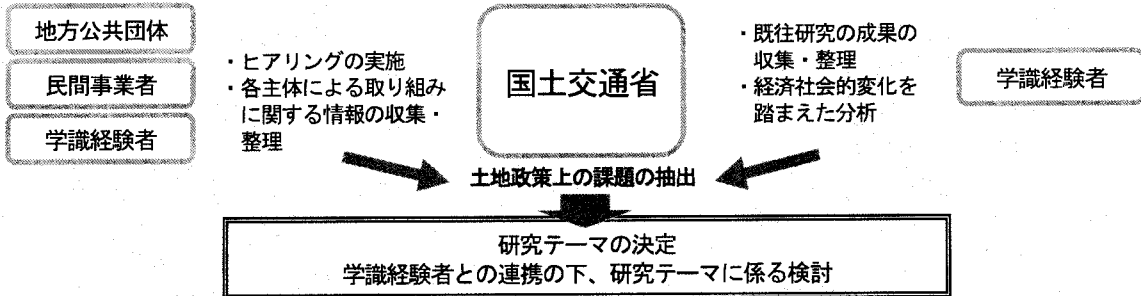 地方公共団体
民間事業者
学識経験者
・ヒアリングの実施
・各主体による取り組み
に関する情報の収集・
整理
国土交通省
・既往研究の成果の
収集・整理
・経済社会的変化を
踏まえた分析
学識経験者
土地政策上の課題の抽出
研究テーマの決定
学識経験者との連携の下、研究テーマに係る検討